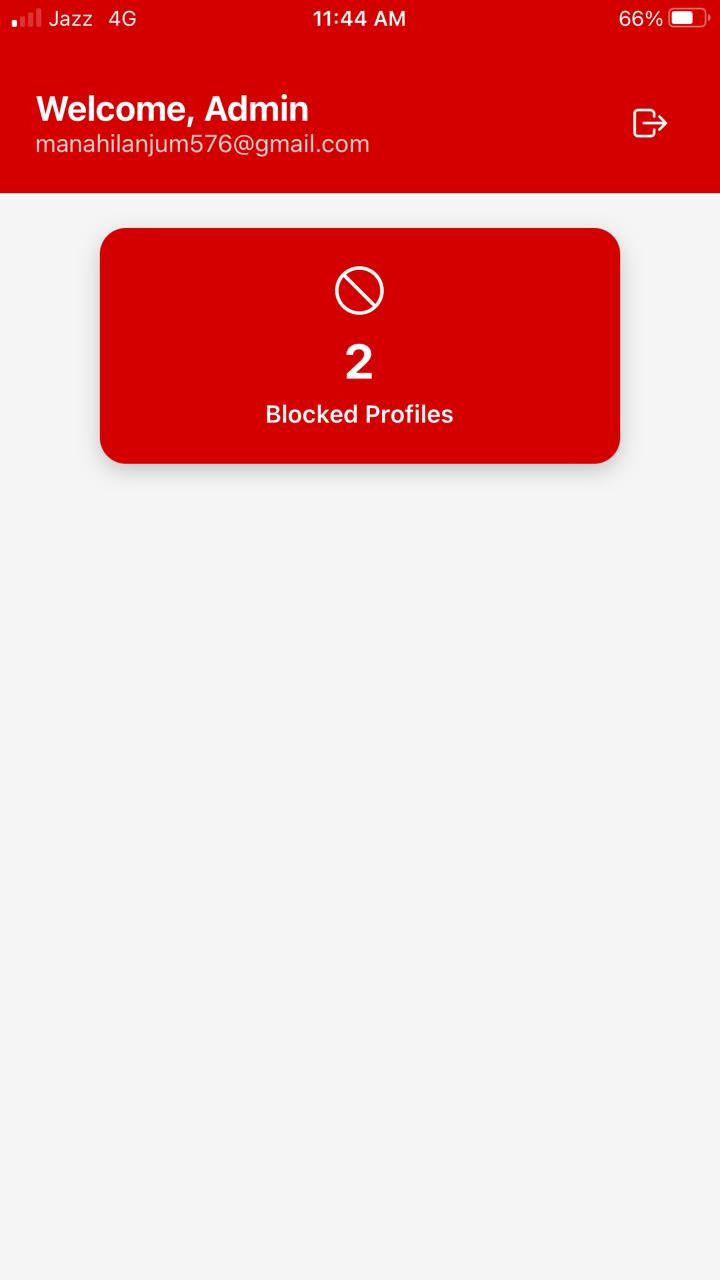 Jazz 4G 11:44 AM 66%
Welcome, Admin
manahilanjum576@gmail.com
2
Blocked Profiles